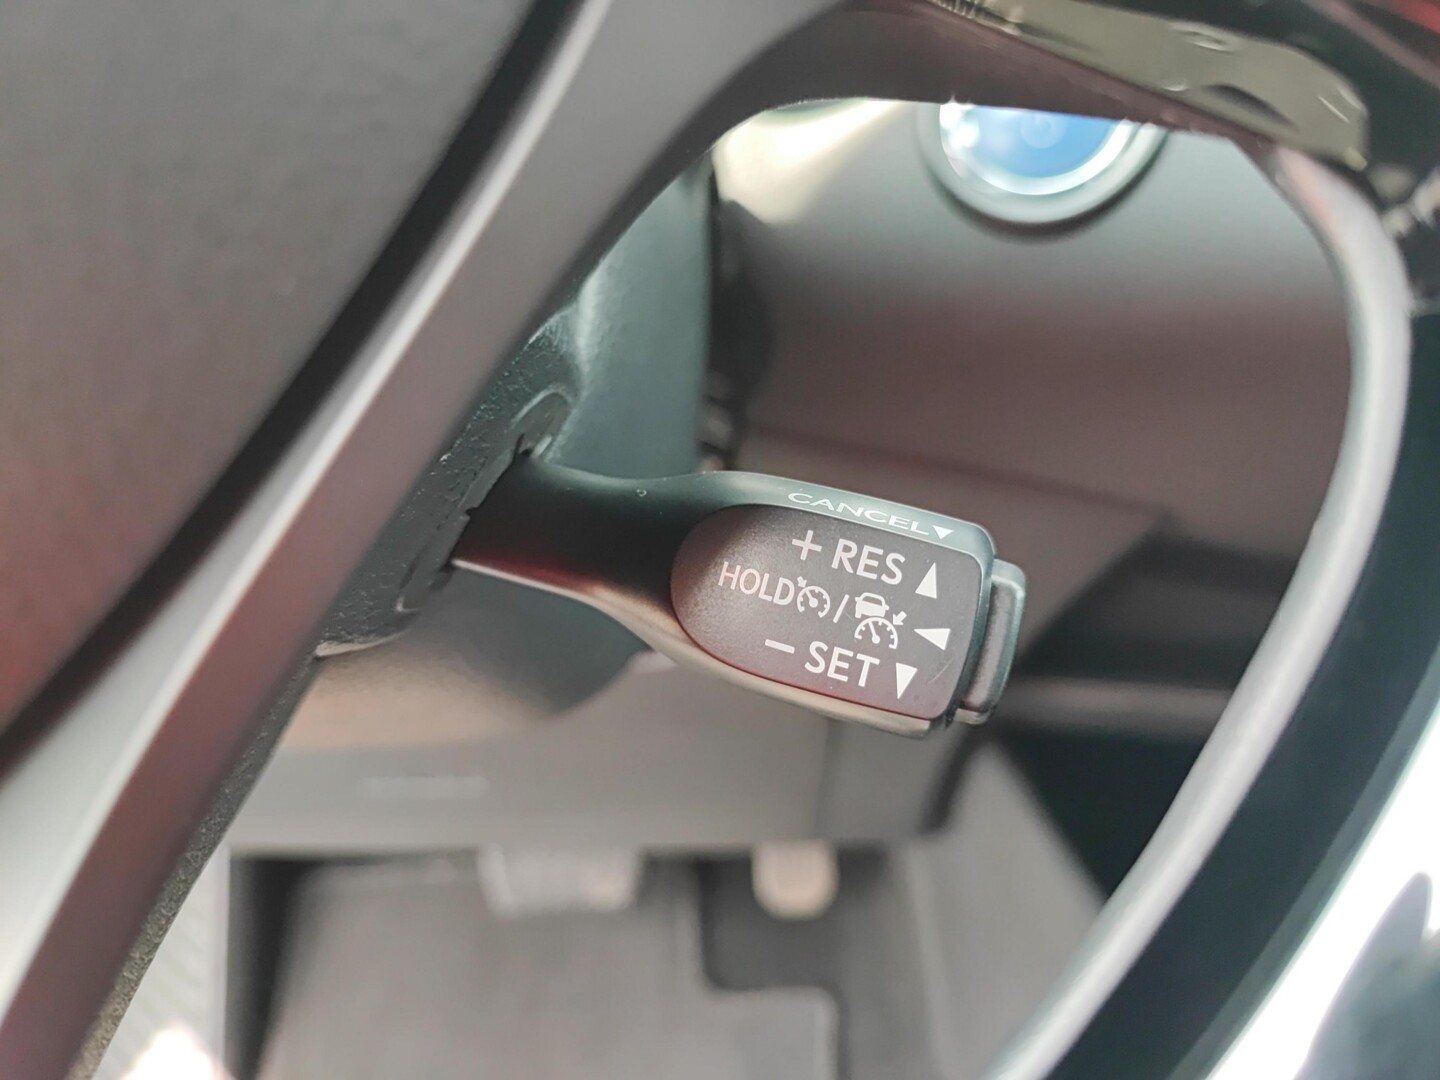 CANCEL▼
+ RES ▲
HOLD / ◀
– SET ▼